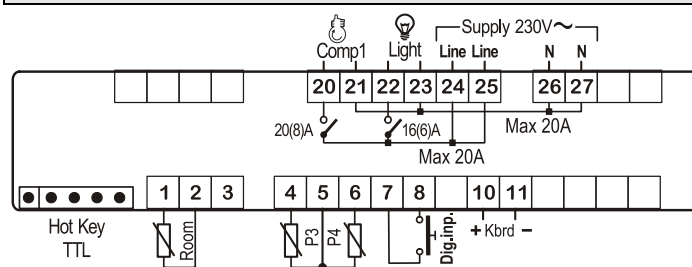 Supply 230V~
Comp1 Light Line Line N N
20 21 22 23 24 25 26 27
20(8)A 16(6)A Max 20A
Max 20A
1 2 3 4 5 6 7 8 10 11
Hot Key
TTL
Room
P3
P4
Dig.inp.
+ Kbrd −